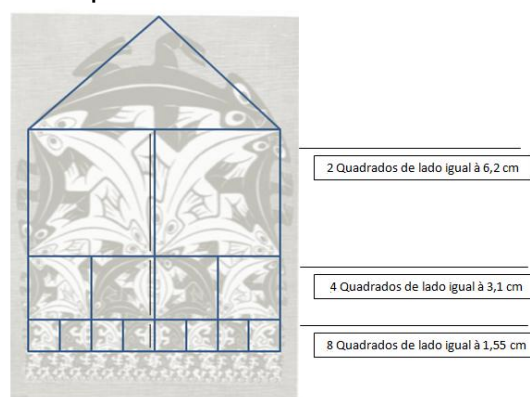 2 Quadrados de lado igual à 6,2 cm
4 Quadrados de lado igual à 3,1 cm
8 Quadrados de lado igual à 1,55 cm